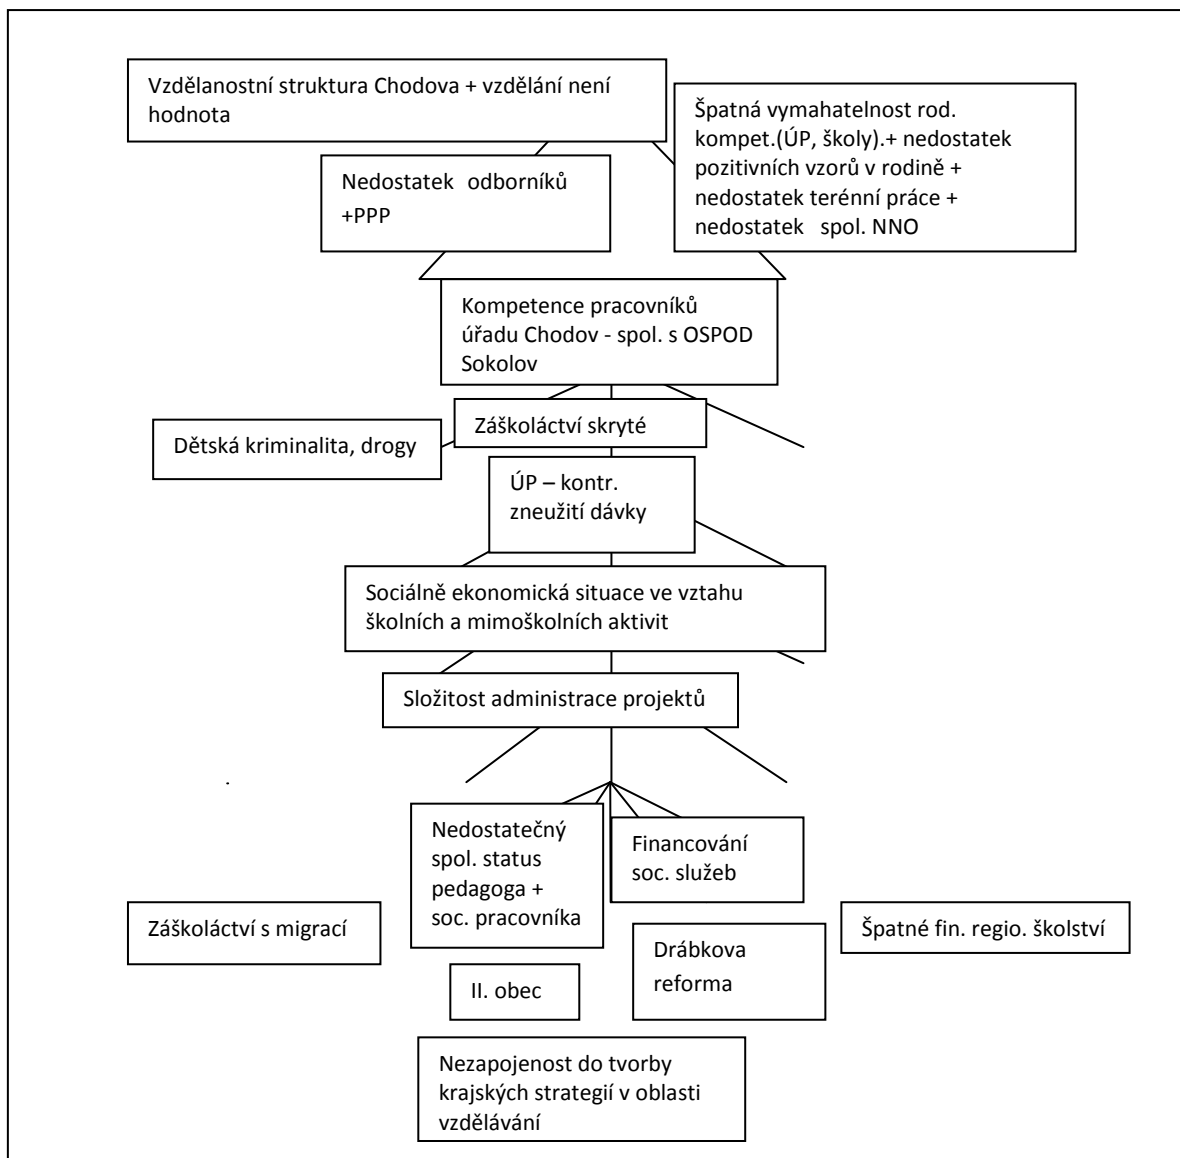 Vzdělanostní struktura Chodova + vzdělání není
hodnota
Špatná vymahatelnost rod.
kompet.(ÚP, školy).+ nedostatek
pozitivních vzorů v rodině +
nedostatek terénní práce +
nedostatek spol. NNO
Nedostatek odborníků
+PPP
Kompetence pracovníků
úřadu Chodov - spol. s OSPOD
Sokolov
Záškoláctví skryté
Dětská kriminalita, drogy
ÚP – kontr.
zneužití dávky
Sociálně ekonomická situace ve vztahu
školních a mimoškolních aktivit
Složitost administrace projektů
Nedostatečný
spol. status
pedagoga +
soc. pracovníka
Financování
soc. služeb
Záškoláctví s migrací
Špatné fin. regio. školství
Drábkova
reforma
II. obec
Nezapojenost do tvorby
krajských strategií v oblasti
vzdělávání